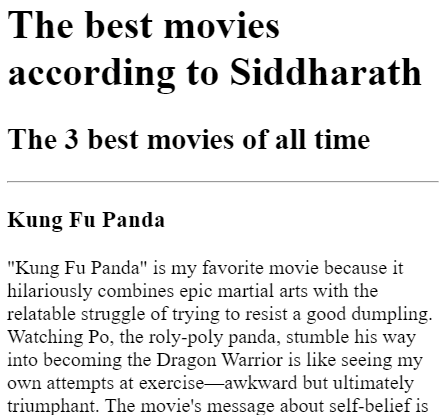 The best movies
according to Siddharath
The 3 best movies of all time
Kung Fu Panda
"Kung Fu Panda" is my favorite movie because it
hilariously combines epic martial arts with the
relatable struggle of trying to resist a good dumpling.
Watching Po, the roly-poly panda, stumble his way
into becoming the Dragon Warrior is like seeing my
own attempts at exercise—awkward but ultimately
triumphant. The movie's message about self-belief is